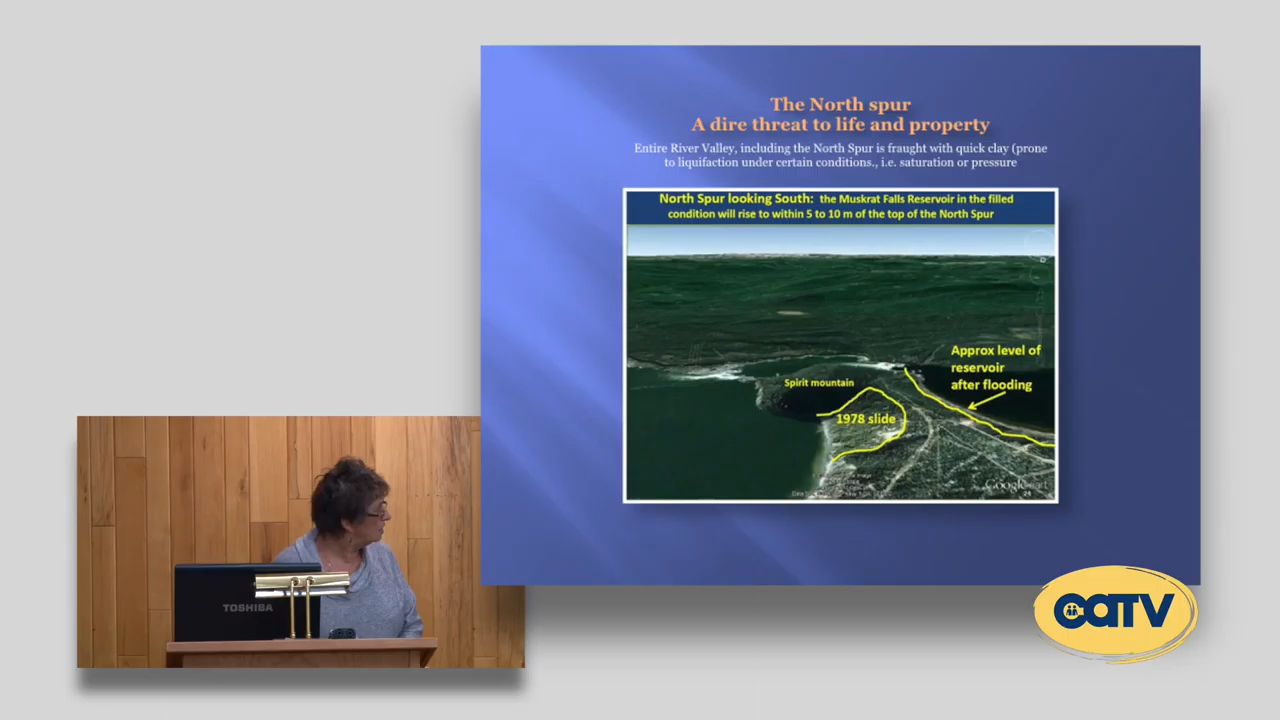 The North spur
A dire threat to life and property
Entire River Valley, including the North Spur is fraught with quick clay (prone
to liquifaction under certain conditions., i.e. saturation or pressure
North Spur looking South: the Muskrat Falls Reservoir in the filled
condition will rise to within 5 to 10 m of the top of the North Spur
Approx level of
reservoir
after flooding
Spirit mountain
1978 slide
Google
24
TOSHIBA
CATV